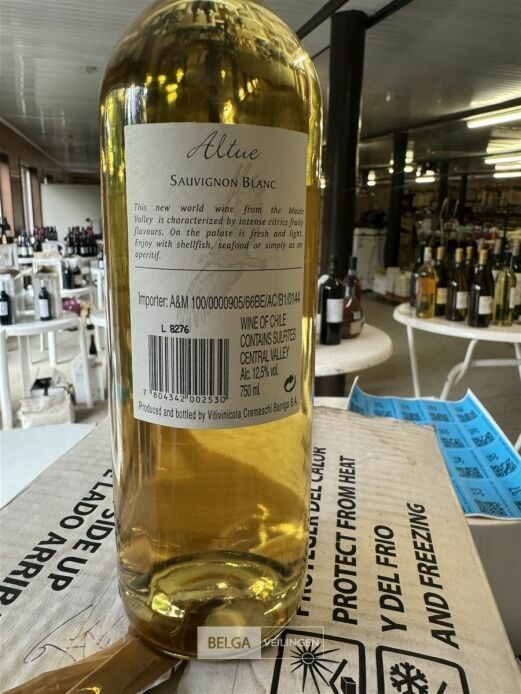 Altue
SAUVIGNON BLANC
This new world wine from the Maule
Valley is characterized by intense citrics fruity
flavours. On the palate is fresh and light.
Enjoy with shellfish, seafood or simply as an
aperitif.
Importer: A&M 100/0000905/66BE/AC/B1/0144
L 8276
WINE OF CHILE
CONTAINS SULFITES
CENTRAL VALLEY
Alc. 12,5% vol.
750 ml.
7 804342 002530
Produced and bottled by Vitivinicola Cremaschi Barriga S.A.
SIDE UP
LADO ARRIB
DEL CALOR
PROTECT FROM HEAT
Y DEL FRIO
AND FREEZING
BELGA VEILINGEN